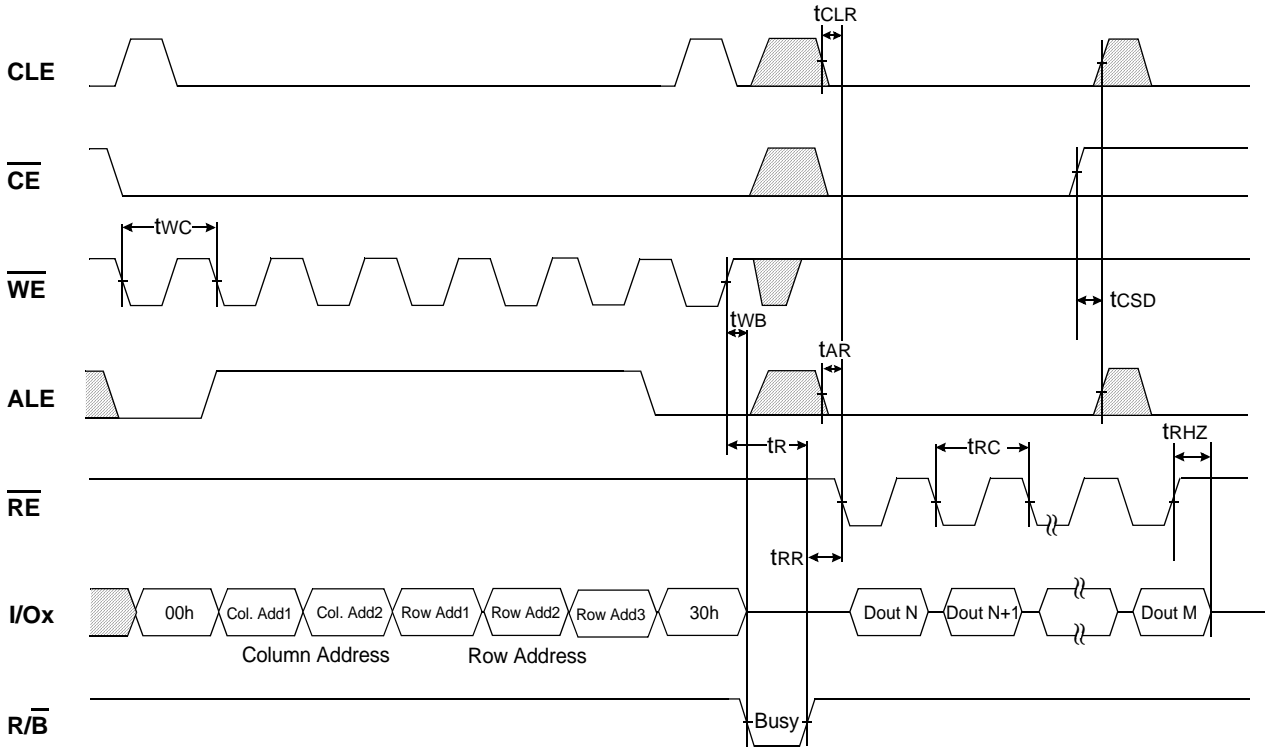 tCLR
CLE
CE
tWC
WE
tWB
tCSD
tAR
ALE
tR
tRC
tRHZ
RE
tRR
I/Ox
00h
Col. Add1
Col. Add2
Row Add1
Row Add2
Row Add3
30h
Dout N
Dout N+1
Dout M
Column Address
Row Address
R/B
Busy